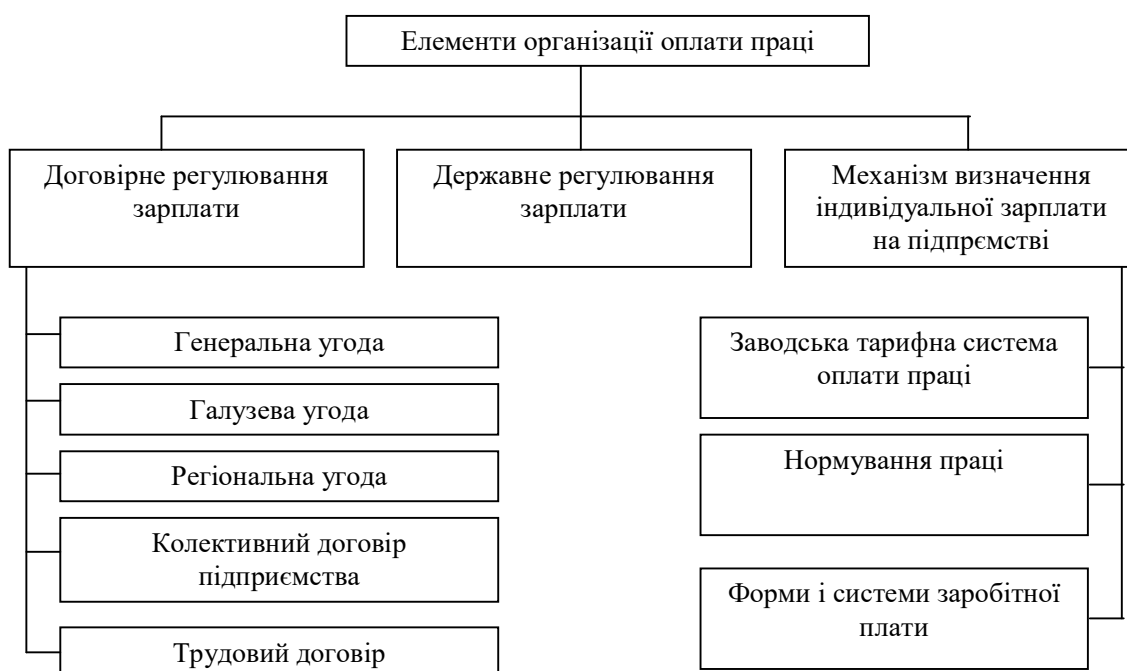 Елементи організації оплати праці
Договірне регулювання
зарплати
Державне регулювання
зарплати
Механізм визначення
індивідуальної зарплати
на підпрємстві
Генеральна угода
Галузева угода
Регіональна угода
Колективний договір
підприємства
Трудовий договір
Заводська тарифна система
оплати праці
Нормування праці
Форми і системи заробітної
плати